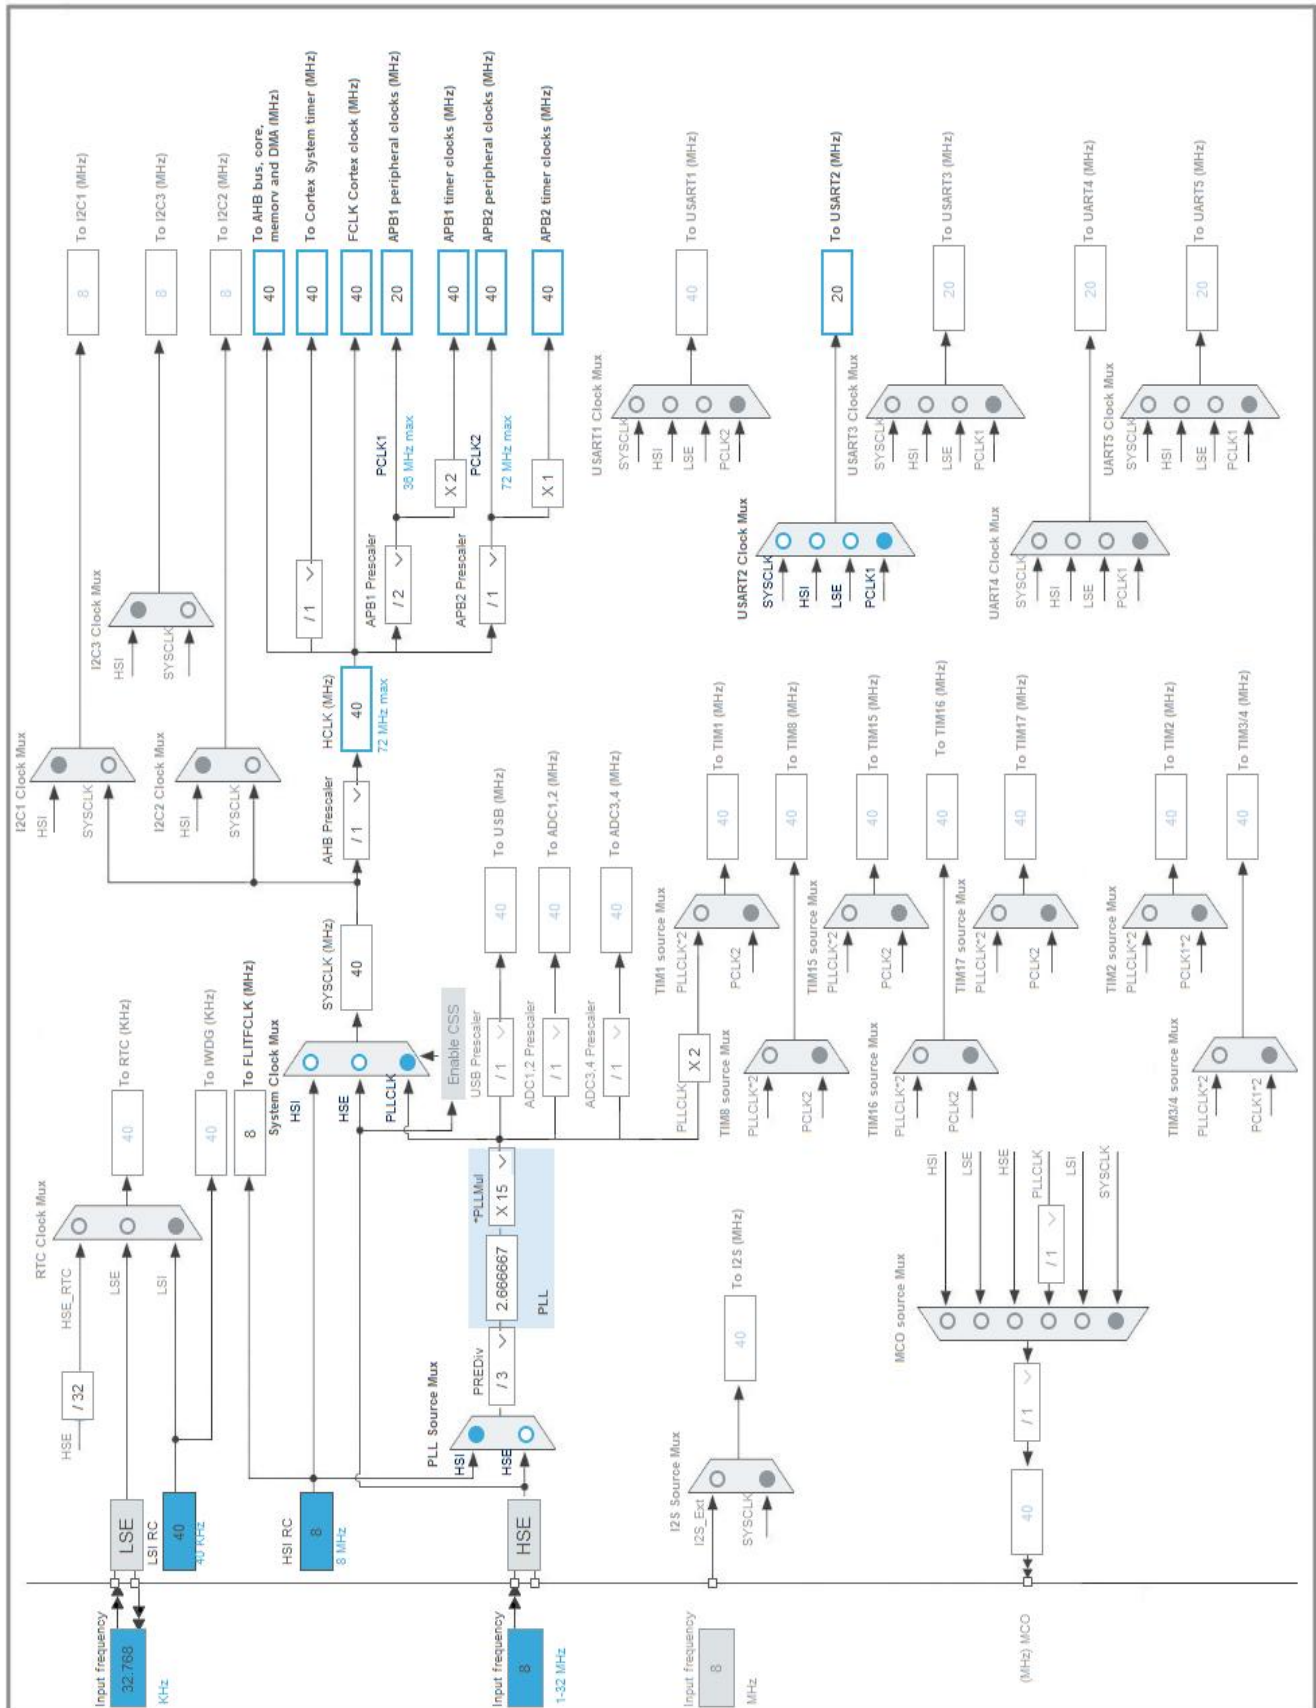 Input frequency
32.768
KHz
LSE
LSI RC
40
40 KHz
HSE
/ 32
HSE_RTC
LSE
LSI
RTC Clock Mux
40
To RTC (KHz)
40
To IWDG (KHz)
8
To FLITFCLK (MHz)
HSI RC
8
8 MHz
Input frequency
8
1-32 MHz
HSE
PLL Source Mux
HSI
HSE
PREDiv
/ 3
2.666667
*PLLMul
X 15
PLL
System Clock Mux
HSI
HSE
PLLCLK
Enable CSS
SYSCLK (MHz)
40
AHB Prescaler
/ 1
HCLK (MHz)
40
72 MHz max
I2C1 Clock Mux
HSI
SYSCLK
8
To I2C1 (MHz)
I2C3 Clock Mux
HSI
SYSCLK
8
To I2C3 (MHz)
I2C2 Clock Mux
HSI
SYSCLK
8
To I2C2 (MHz)
40
To AHB bus, core,
memory and DMA (MHz)
/ 1
40
To Cortex System timer (MHz)
40
FCLK Cortex clock (MHz)
APB1 Prescaler
/ 2
PCLK1
36 MHz max
20
APB1 peripheral clocks (MHz)
X 2
40
APB1 timer clocks (MHz)
APB2 Prescaler
/ 1
PCLK2
72 MHz max
40
APB2 peripheral clocks (MHz)
X 1
40
APB2 timer clocks (MHz)
USB Prescaler
/ 1
40
To USB (MHz)
ADC1,2 Prescaler
/ 1
40
To ADC1,2 (MHz)
ADC3,4 Prescaler
/ 1
40
To ADC3,4 (MHz)
PLLCLK
X 2
TIM1 source Mux
PLLCLK*2
PCLK2
40
To TIM1 (MHz)
TIM8 source Mux
PLLCLK*2
PCLK2
40
To TIM8 (MHz)
TIM15 source Mux
PLLCLK*2
PCLK2
40
To TIM15 (MHz)
TIM16 source Mux
PLLCLK*2
PCLK2
40
To TIM16 (MHz)
TIM17 source Mux
PLLCLK*2
PCLK2
40
To TIM17 (MHz)
TIM2 source Mux
PLLCLK*2
PCLK1*2
40
To TIM2 (MHz)
TIM3/4 source Mux
PLLCLK*2
PCLK1*2
40
To TIM3/4 (MHz)
USART1 Clock Mux
SYSCLK
HSI
LSE
PCLK2
40
To USART1 (MHz)
USART2 Clock Mux
SYSCLK
HSI
LSE
PCLK1
20
To USART2 (MHz)
USART3 Clock Mux
SYSCLK
HSI
LSE
PCLK1
20
To USART3 (MHz)
UART4 Clock Mux
SYSCLK
HSI
LSE
PCLK1
20
To UART4 (MHz)
UART5 Clock Mux
SYSCLK
HSI
LSE
PCLK1
20
To UART5 (MHz)
Input frequency
8
MHz
I2S Source Mux
I2S_Ext
SYSCLK
40
To I2S (MHz)
(MHz) MCO
40
/ 1
MCO source Mux
HSI
LSE
HSE
/ 1
PLLCLK
LSI
SYSCLK